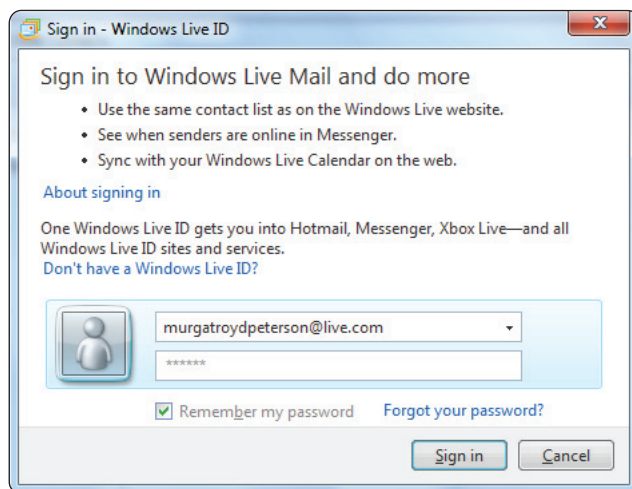 Sign in - Windows Live ID
Sign in to Windows Live Mail and do more
• Use the same contact list as on the Windows Live website.
• See when senders are online in Messenger.
• Sync with your Windows Live Calendar on the web.
About signing in
One Windows Live ID gets you into Hotmail, Messenger, Xbox Live—and all
Windows Live ID sites and services.
Don't have a Windows Live ID?
murgatroydpeterson@live.com
******
Remember my password Forgot your password?
Sign in Cancel